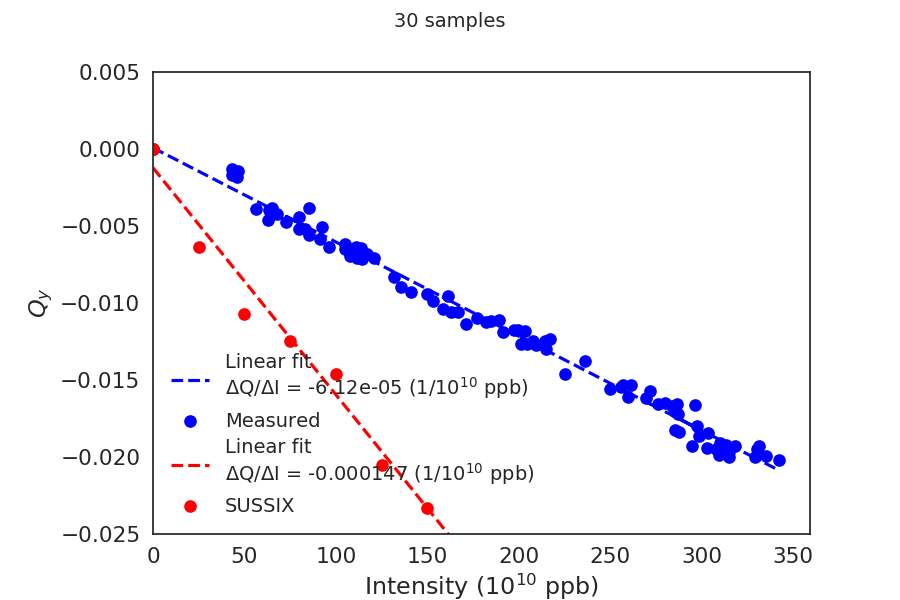 30 samples
0.005
0.000
−0.005
−0.010
−0.015
−0.020
−0.025
Q_y
Linear fit
ΔQ/ΔI = -6.12e-05 (1/10^10 ppb)
Measured
Linear fit
ΔQ/ΔI = -0.000147 (1/10^10 ppb)
SUSSIX
0 50 100 150 200 250 300 350
Intensity (10^10 ppb)